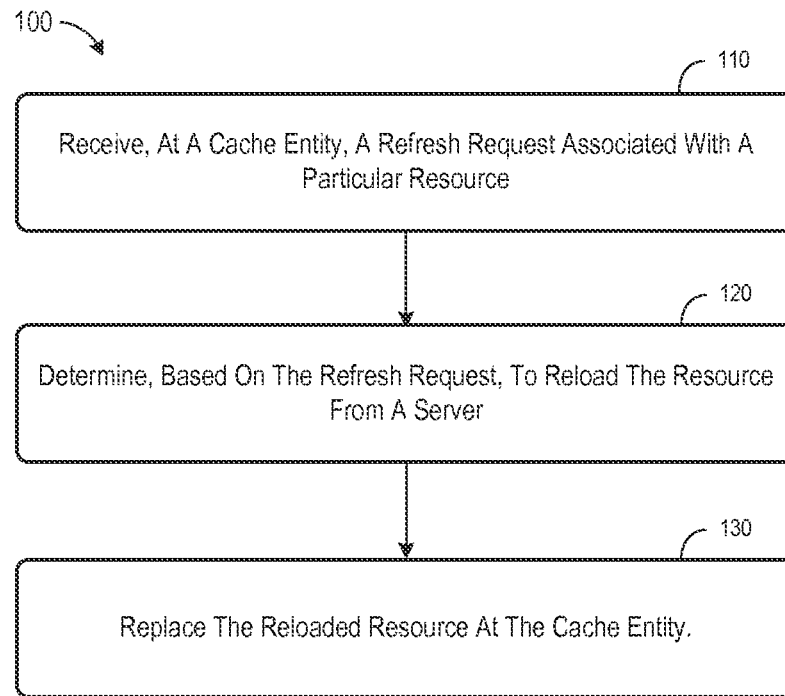 100
110
Receive, At A Cache Entity, A Refresh Request Associated With A
Particular Resource
120
Determine, Based On The Refresh Request, To Reload The Resource
From A Server
130
Replace The Reloaded Resource At The Cache Entity.